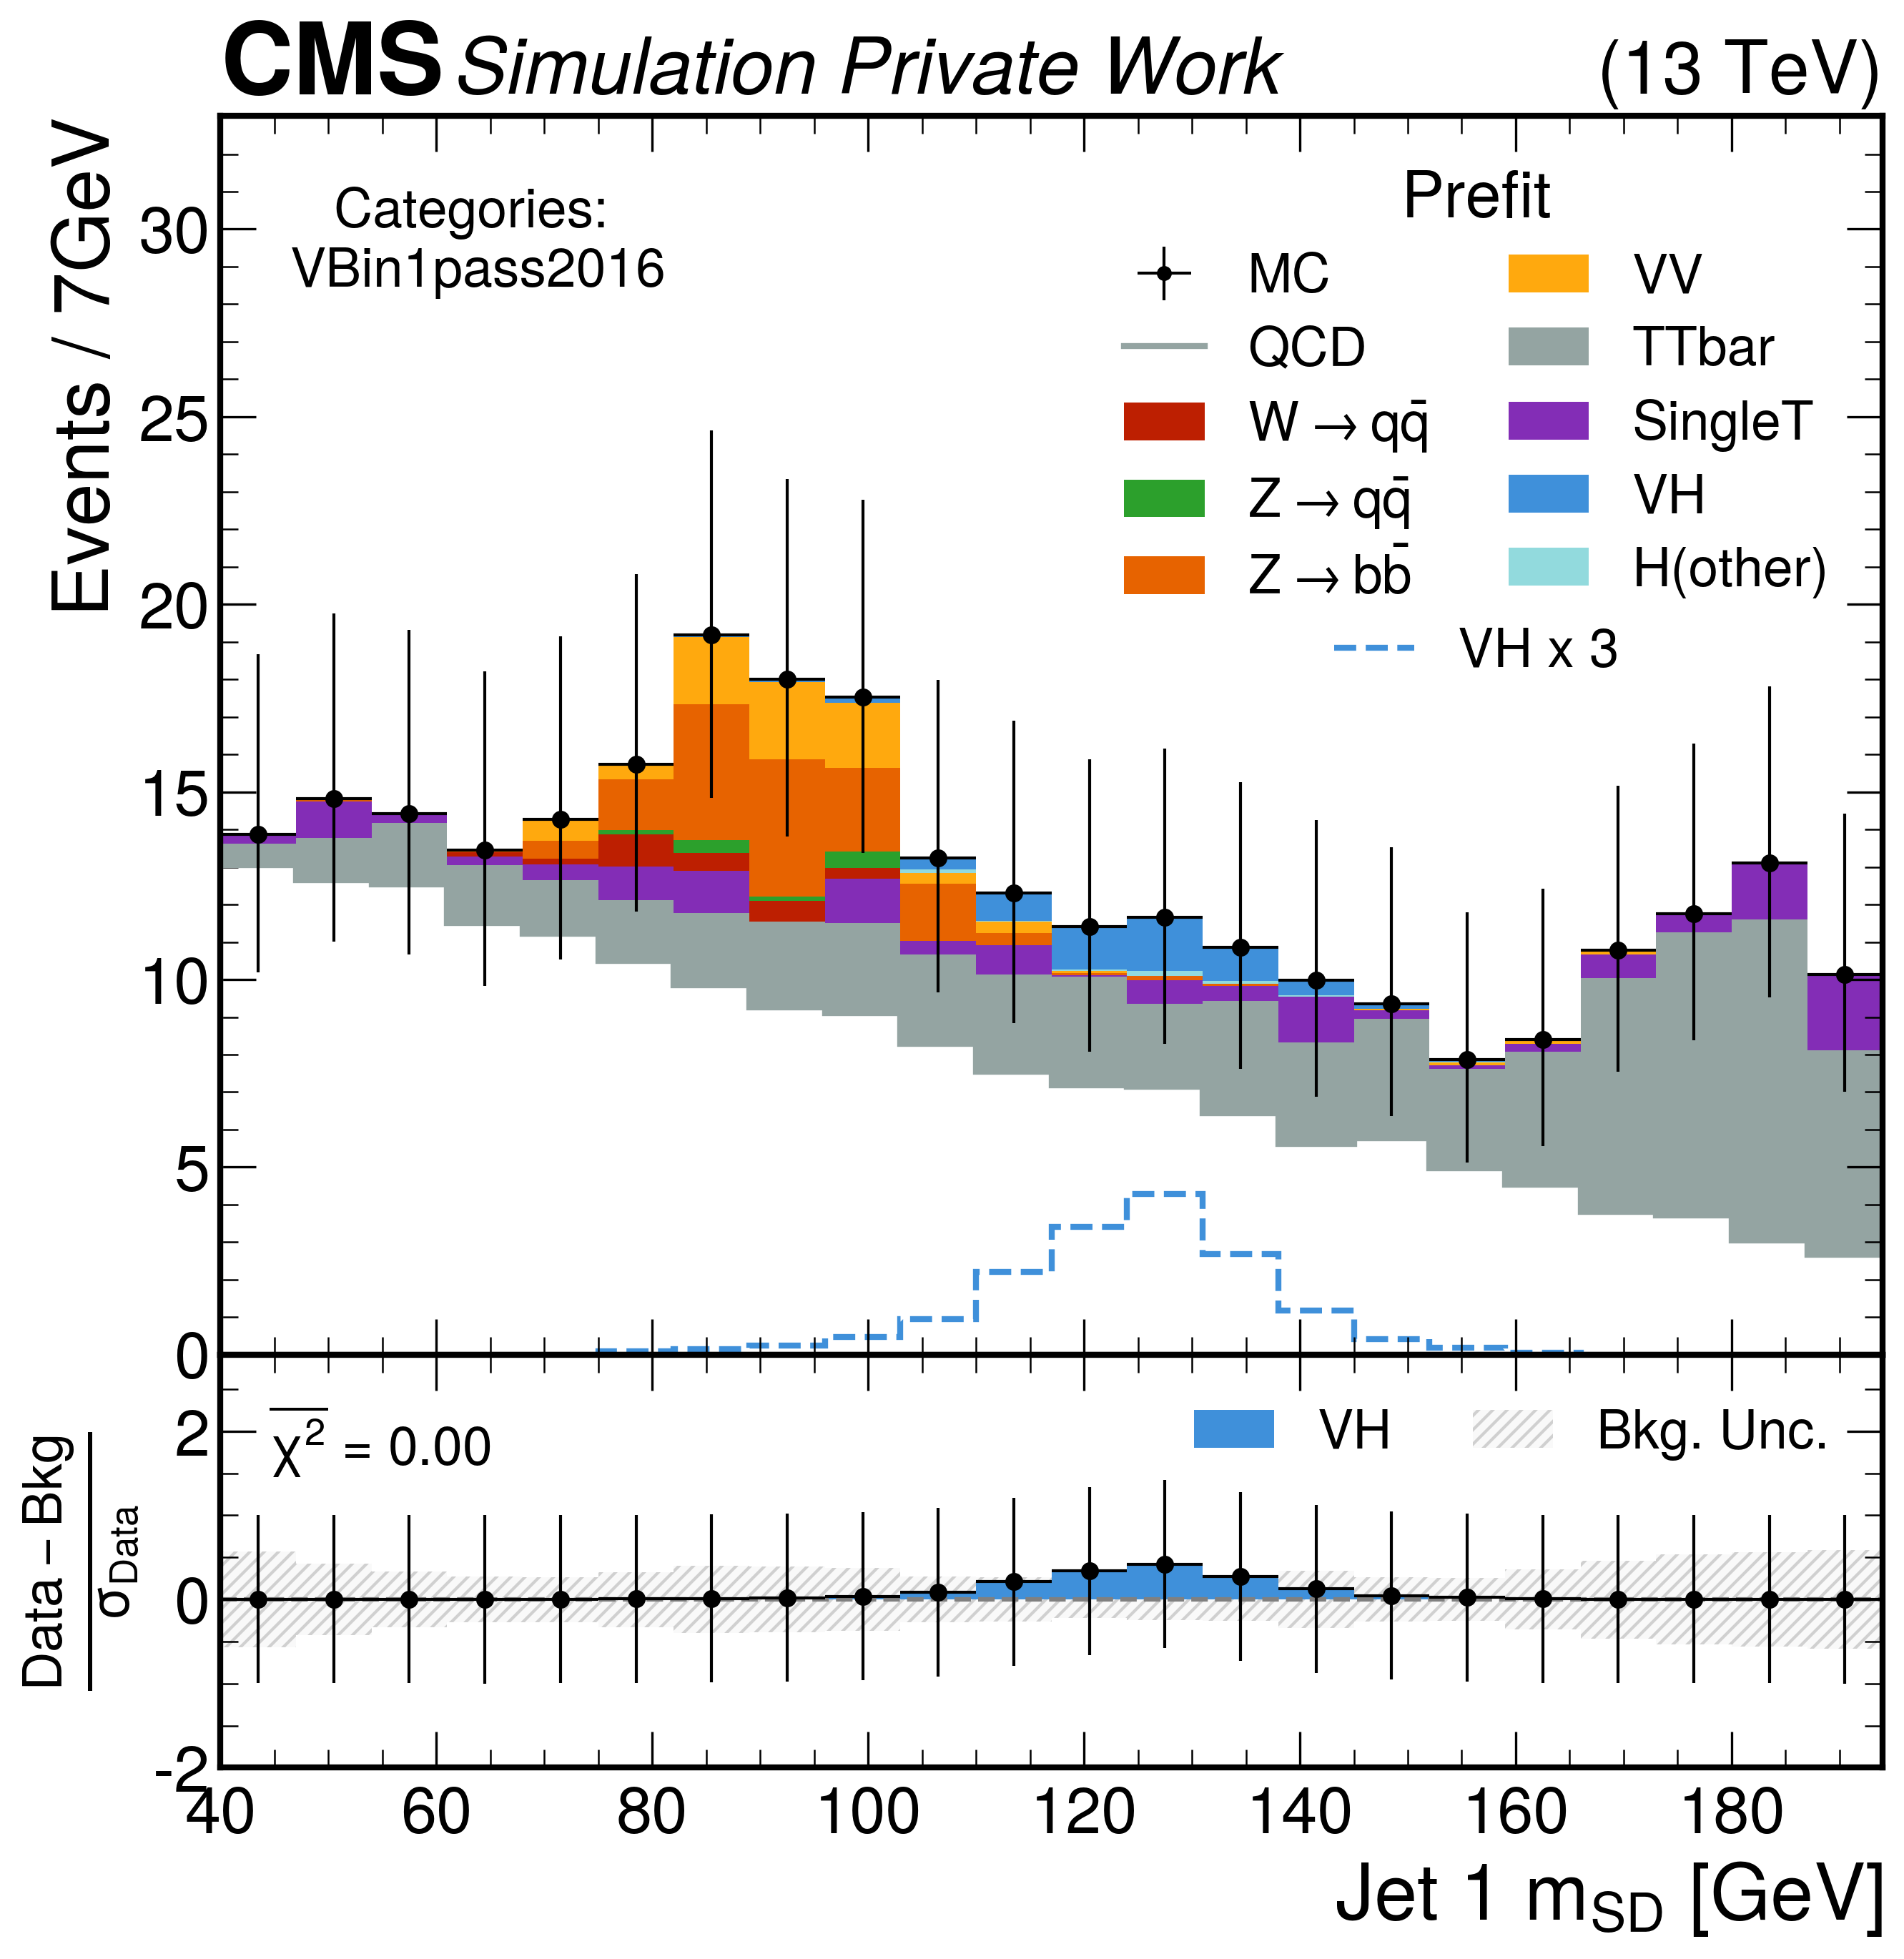 CMS Simulation Private Work (13 TeV)
Events / 7GeV
Categories:
VBin1pass2016
Prefit
MC
QCD
W → qq̄
Z → qq̄
Z → bb̄
VV
TTbar
SingleT
VH
H(other)
VH x 3
30
25
20
15
10
5
0
Data – Bkg
σData
χ² = 0.00
VH
Bkg. Unc.
2
0
-2
40 60 80 100 120 140 160 180
Jet 1 mSD [GeV]